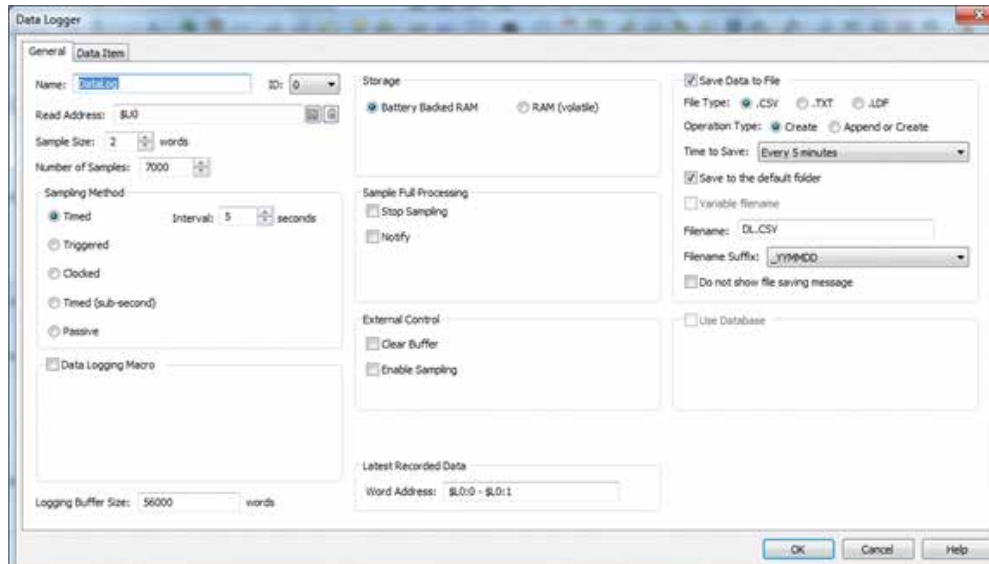 Data Logger
General Data Item
Name: DataLog ID: 0
Read Address: $U0
Sample Size: 2 words
Number of Samples: 7000
Sampling Method
Timed Interval: 5 seconds
Triggered
Clocked
Timed (sub-second)
Passive
Data Logging Macro
Logging Buffer Size: 56000 words
Storage
Battery Backed RAM RAM (volatile)
Sample Full Processing
Stop Sampling
Notify
External Control
Clear Buffer
Enable Sampling
Latest Recorded Data
Word Address: $L0:0 - $L0:1
Save Data to File
File Type: .CSV .TXT .LDF
Operation Type: Create Append or Create
Time to Save: Every 5 minutes
Save to the default folder
Variable filename
Filename: DL.CSV
Filename Suffix: _YYMMDD
Do not show file saving message
Use Database
OK Cancel Help